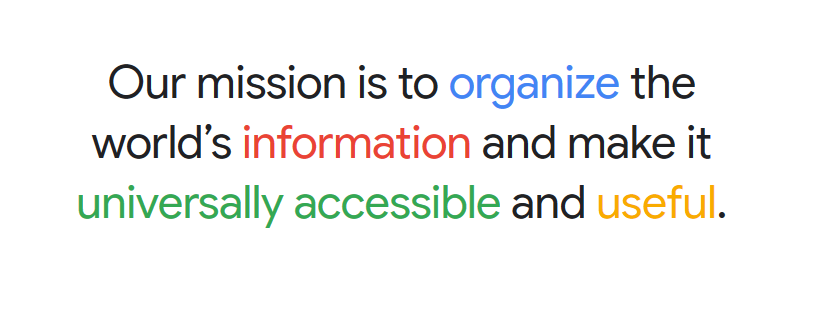 Our mission is to organize the
world’s information and make it
universally accessible and useful.